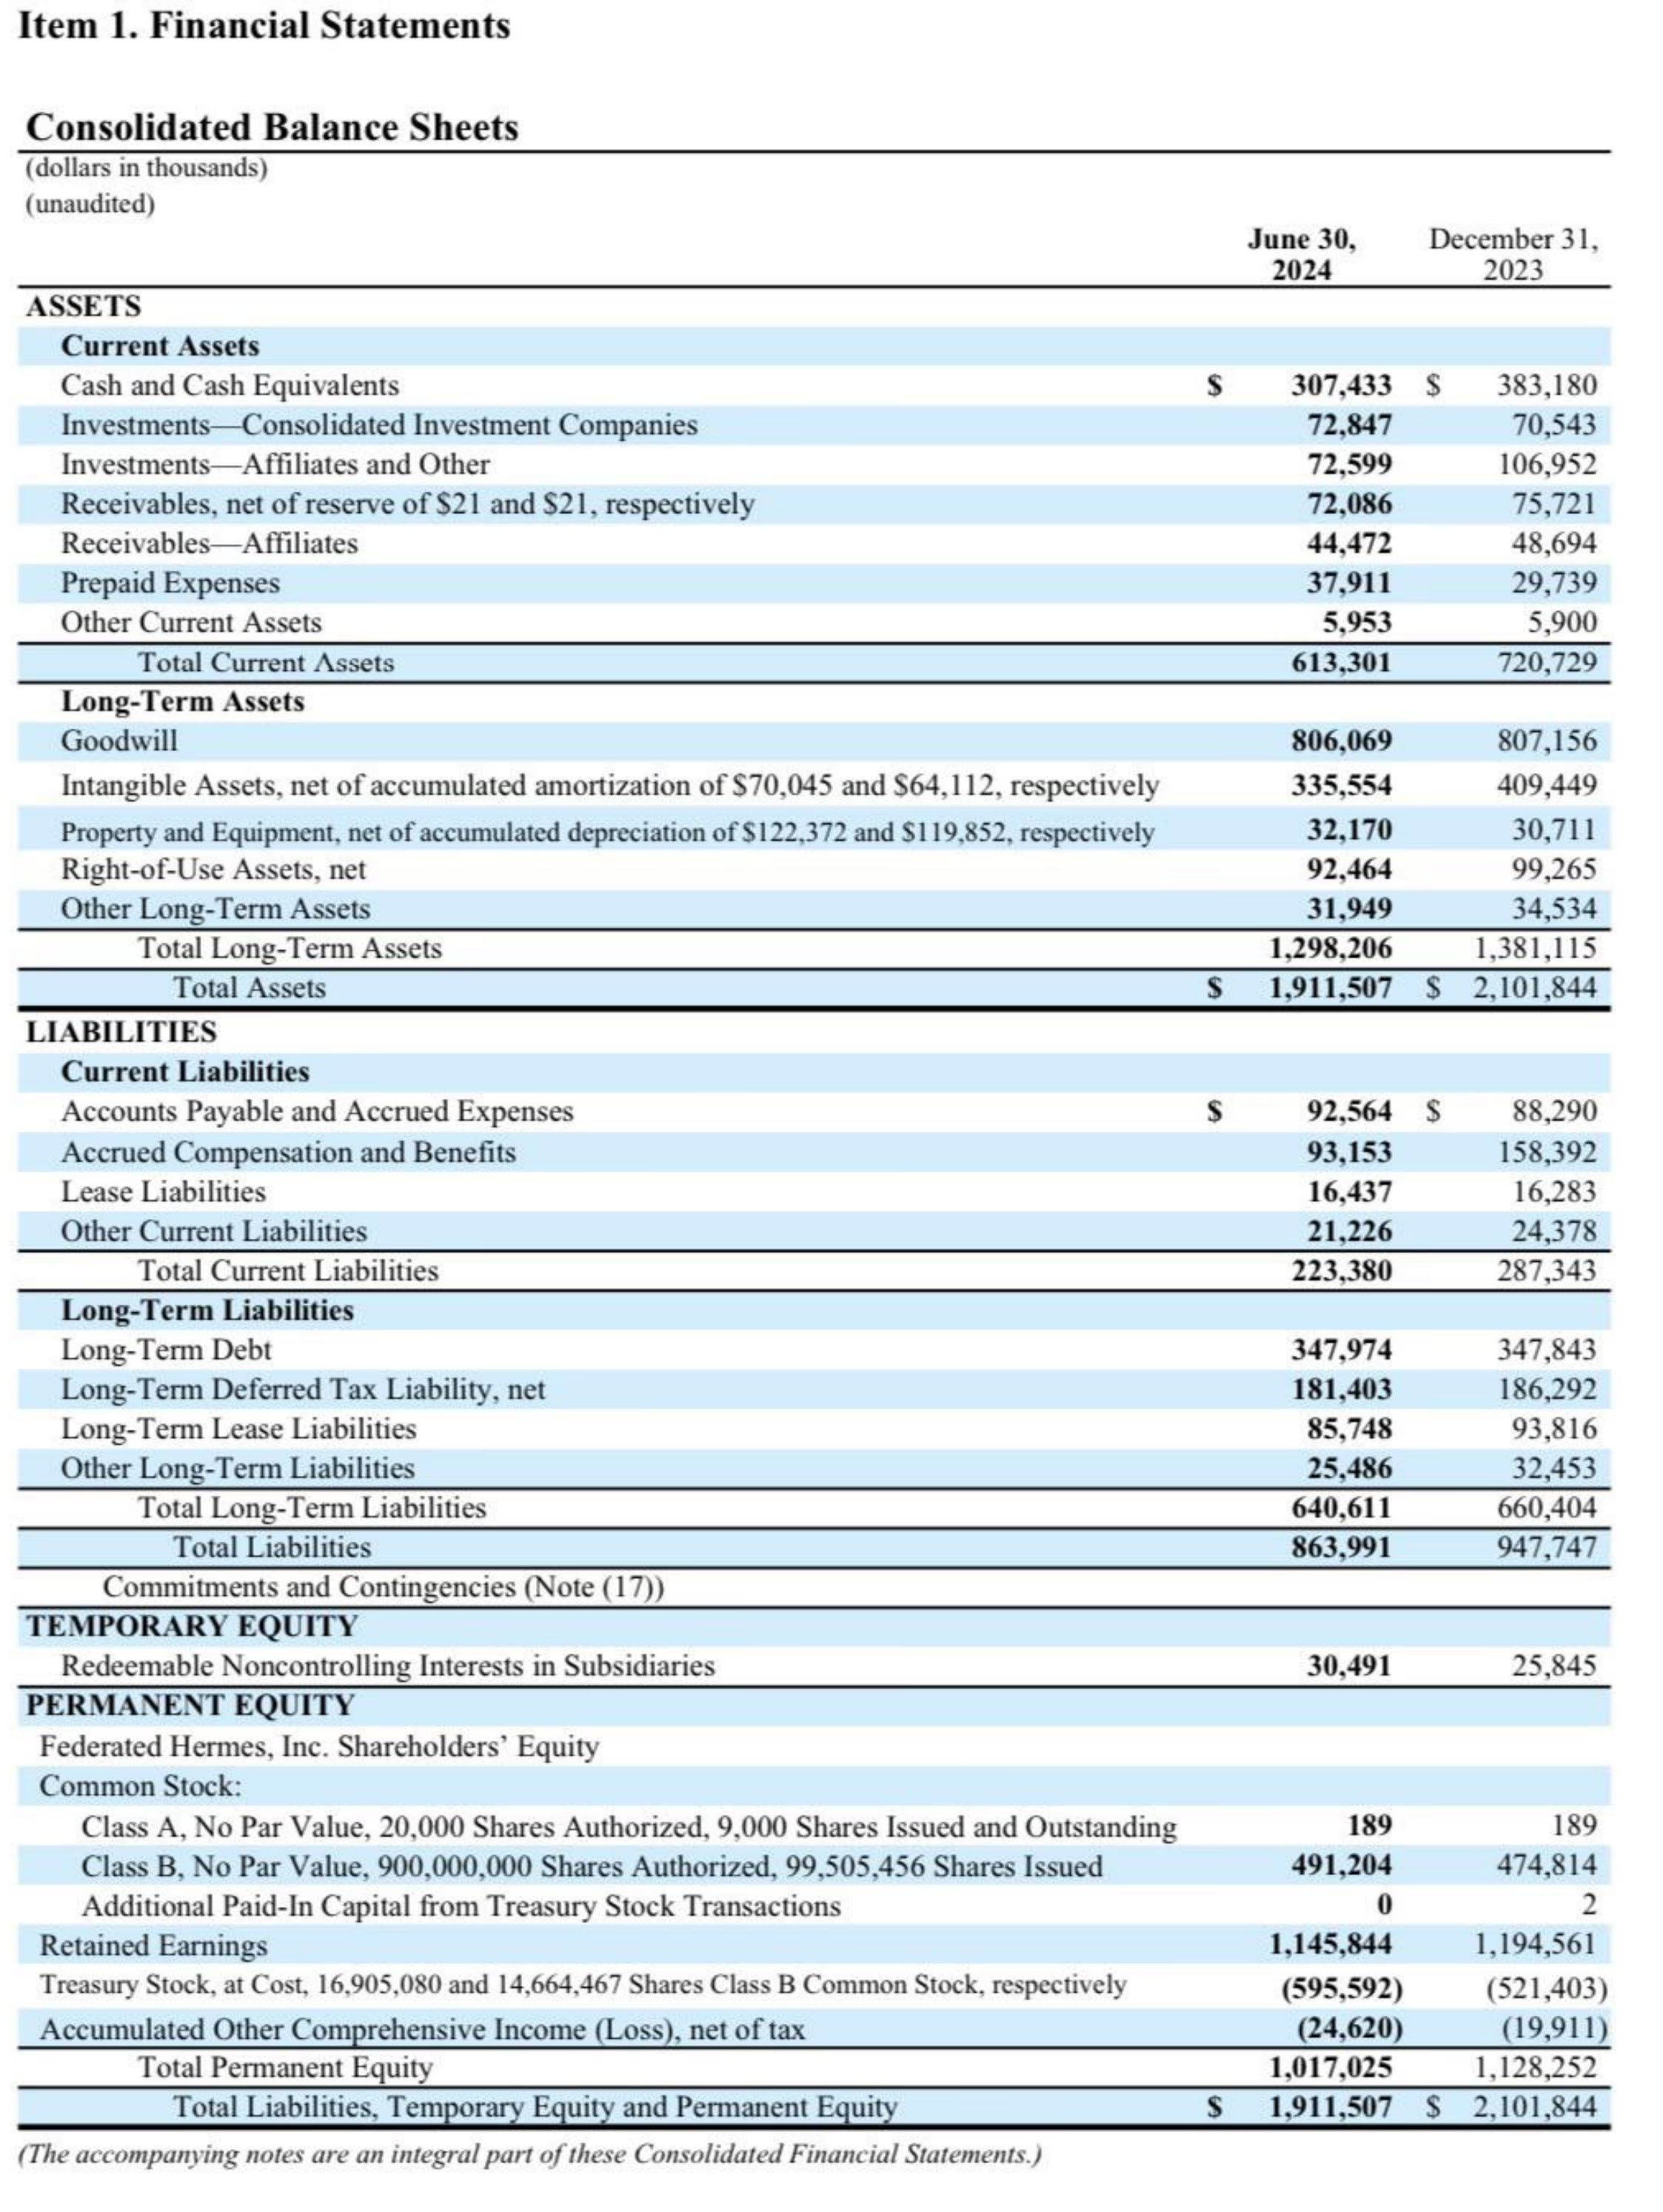 Item 1. Financial Statements
Consolidated Balance Sheets
(dollars in thousands)
(unaudited)
June 30, December 31,
2024 2023
ASSETS
Current Assets
Cash and Cash Equivalents $ 307,433 $ 383,180
Investments—Consolidated Investment Companies 72,847 70,543
Investments—Affiliates and Other 72,599 106,952
Receivables, net of reserve of $21 and $21, respectively 72,086 75,721
Receivables—Affiliates 44,472 48,694
Prepaid Expenses 37,911 29,739
Other Current Assets 5,953 5,900
Total Current Assets 613,301 720,729
Long-Term Assets
Goodwill 806,069 807,156
Intangible Assets, net of accumulated amortization of $70,045 and $64,112, respectively 335,554 409,449
Property and Equipment, net of accumulated depreciation of $122,372 and $119,852, respectively 32,170 30,711
Right-of-Use Assets, net 92,464 99,265
Other Long-Term Assets 31,949 34,534
Total Long-Term Assets 1,298,206 1,381,115
Total Assets $ 1,911,507 $ 2,101,844
LIABILITIES
Current Liabilities
Accounts Payable and Accrued Expenses $ 92,564 $ 88,290
Accrued Compensation and Benefits 93,153 158,392
Lease Liabilities 16,437 16,283
Other Current Liabilities 21,226 24,378
Total Current Liabilities 223,380 287,343
Long-Term Liabilities
Long-Term Debt 347,974 347,843
Long-Term Deferred Tax Liability, net 181,403 186,292
Long-Term Lease Liabilities 85,748 93,816
Other Long-Term Liabilities 25,486 32,453
Total Long-Term Liabilities 640,611 660,404
Total Liabilities 863,991 947,747
Commitments and Contingencies (Note (17))
TEMPORARY EQUITY
Redeemable Noncontrolling Interests in Subsidiaries 30,491 25,845
PERMANENT EQUITY
Federated Hermes, Inc. Shareholders’ Equity
Common Stock:
Class A, No Par Value, 20,000 Shares Authorized, 9,000 Shares Issued and Outstanding 189 189
Class B, No Par Value, 900,000,000 Shares Authorized, 99,505,456 Shares Issued 491,204 474,814
Additional Paid-In Capital from Treasury Stock Transactions 0 2
Retained Earnings 1,145,844 1,194,561
Treasury Stock, at Cost, 16,905,080 and 14,664,467 Shares Class B Common Stock, respectively (595,592) (521,403)
Accumulated Other Comprehensive Income (Loss), net of tax (24,620) (19,911)
Total Permanent Equity 1,017,025 1,128,252
Total Liabilities, Temporary Equity and Permanent Equity $ 1,911,507 $ 2,101,844
(The accompanying notes are an integral part of these Consolidated Financial Statements.)